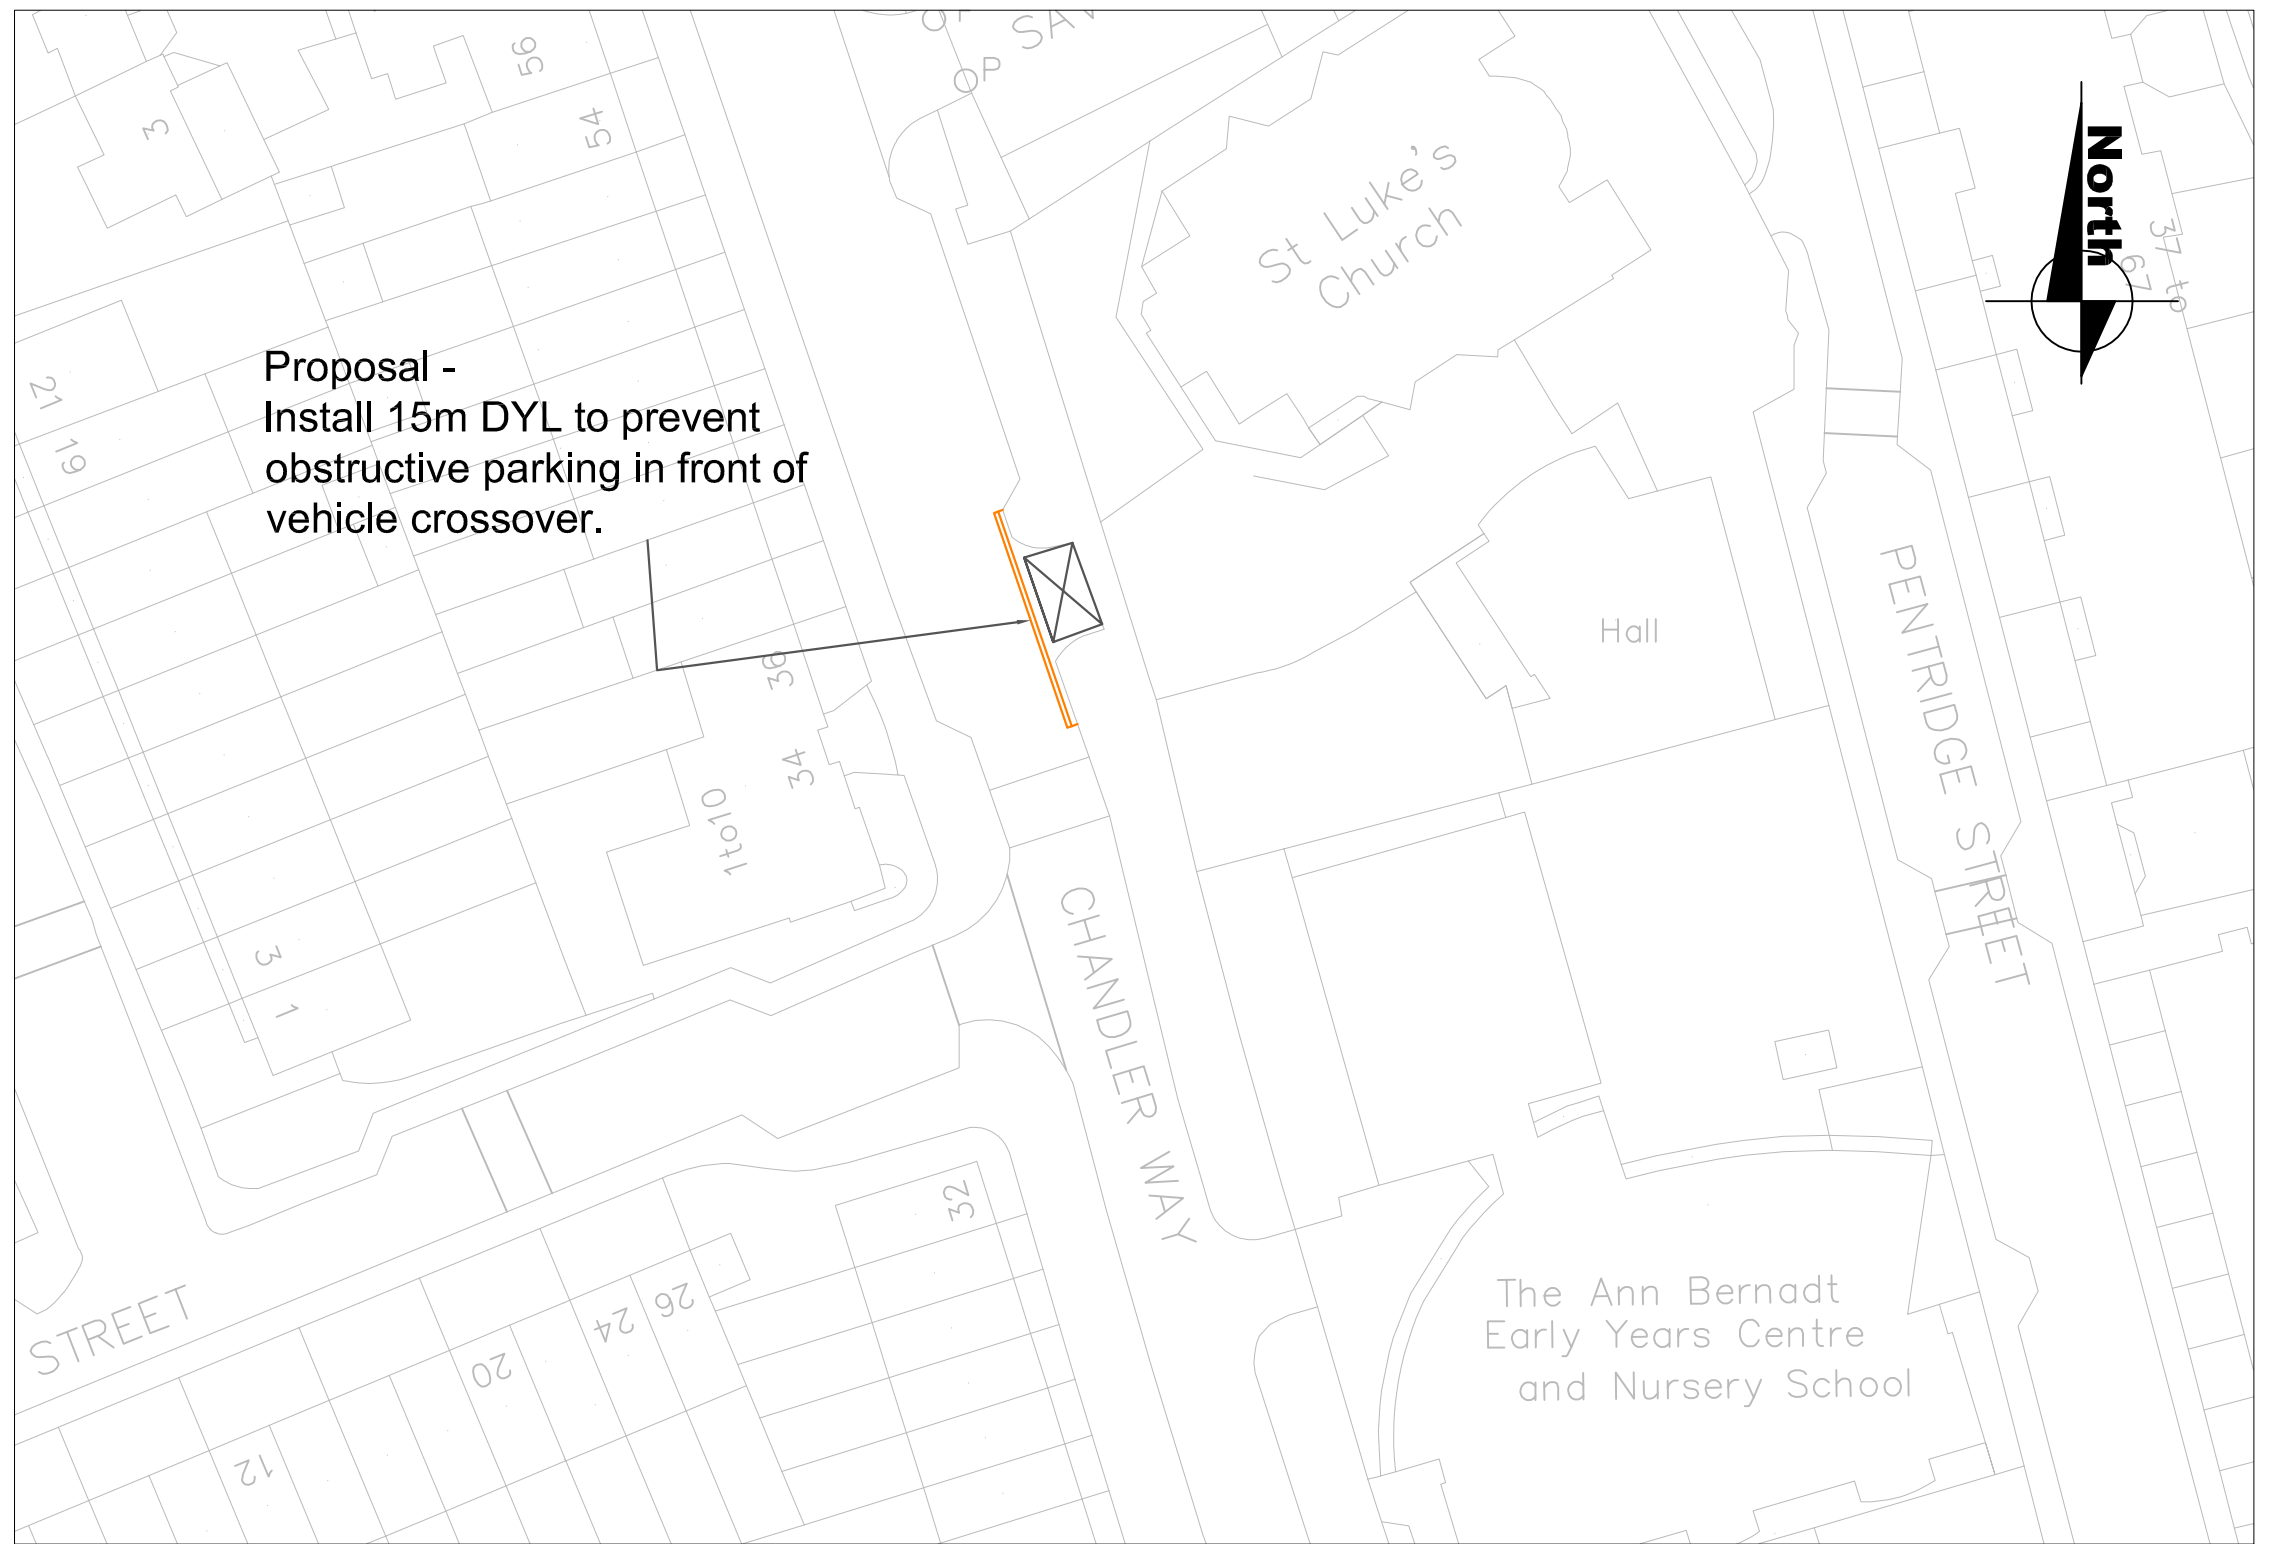 OP SAV
56
54
3
St Luke's
Church
North
37 to
67
Proposal -
Install 15m DYL to prevent
obstructive parking in front of
vehicle crossover.
21
19
Hall
PENTRIDGE STREET
36
34
1to10
CHANDLER WAY
3
1
32
STREET
26
24
20
12
The Ann Bernadt
Early Years Centre
and Nursery School